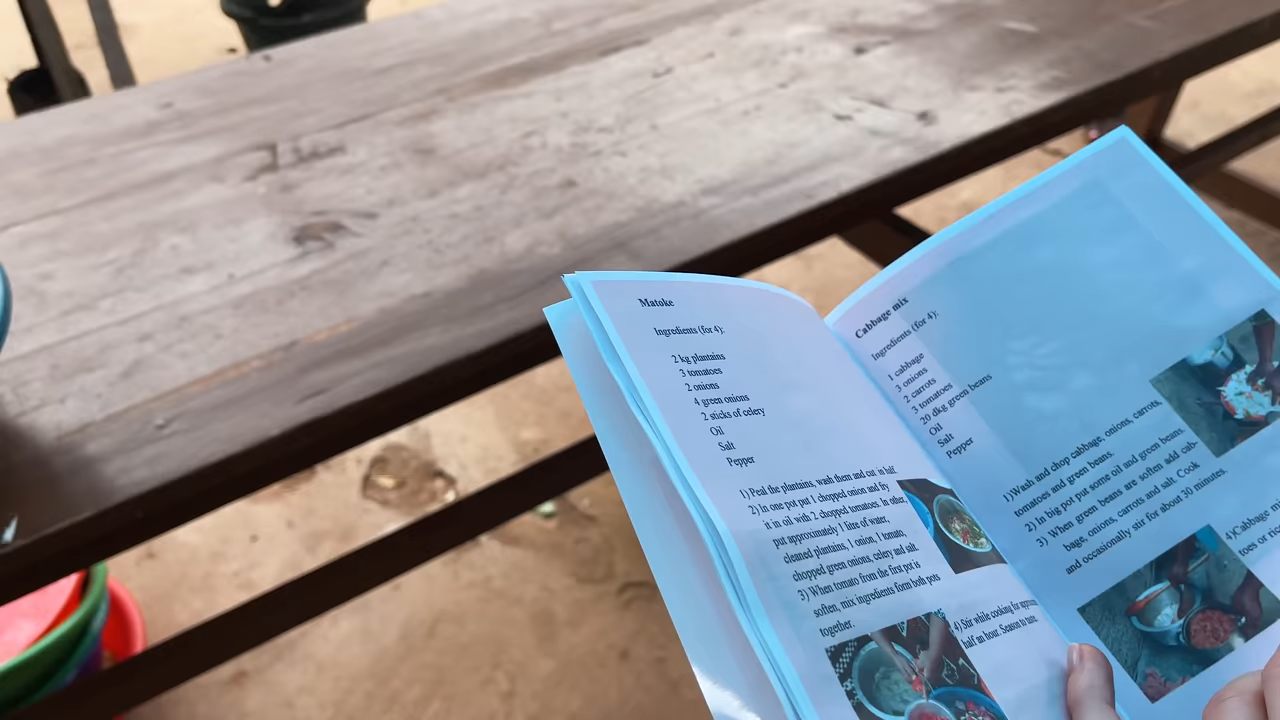 Matoke
Ingredients (for 4):
2 kg plantains
3 tomatoes
2 onions
4 green onions
2 sticks of celery
Oil
Salt
Pepper
1) Peal the plantains, wash them and cut in half.
2) In one pot put 1 chopped onion and fry
it in oil with 2 chopped tomatoes. In other
put approximately 1 litre of water,
cleaned plantains, 1 onion, 1 tomato,
chopped green onions, celery and salt.
3) When tomato from the first pot is
soften, mix ingredients form both pots
together.
4) Stir while cooking for
half an hour. Season to taste.
Cabbage mix
Ingredients (for 4):
1 cabbage
3 onions
2 carrots
3 tomatoes
20 dkg green beans
Oil
Salt
Pepper
1)Wash and chop cabbage, onions, carrots,
tomatoes and green beans.
2) In big pot put some oil and green beans.
3) When green beans are soften add cab-
bage, onions, carrots and salt. Cook
and occasionally stir for about 30 minutes.
4)Cabbage
toes or